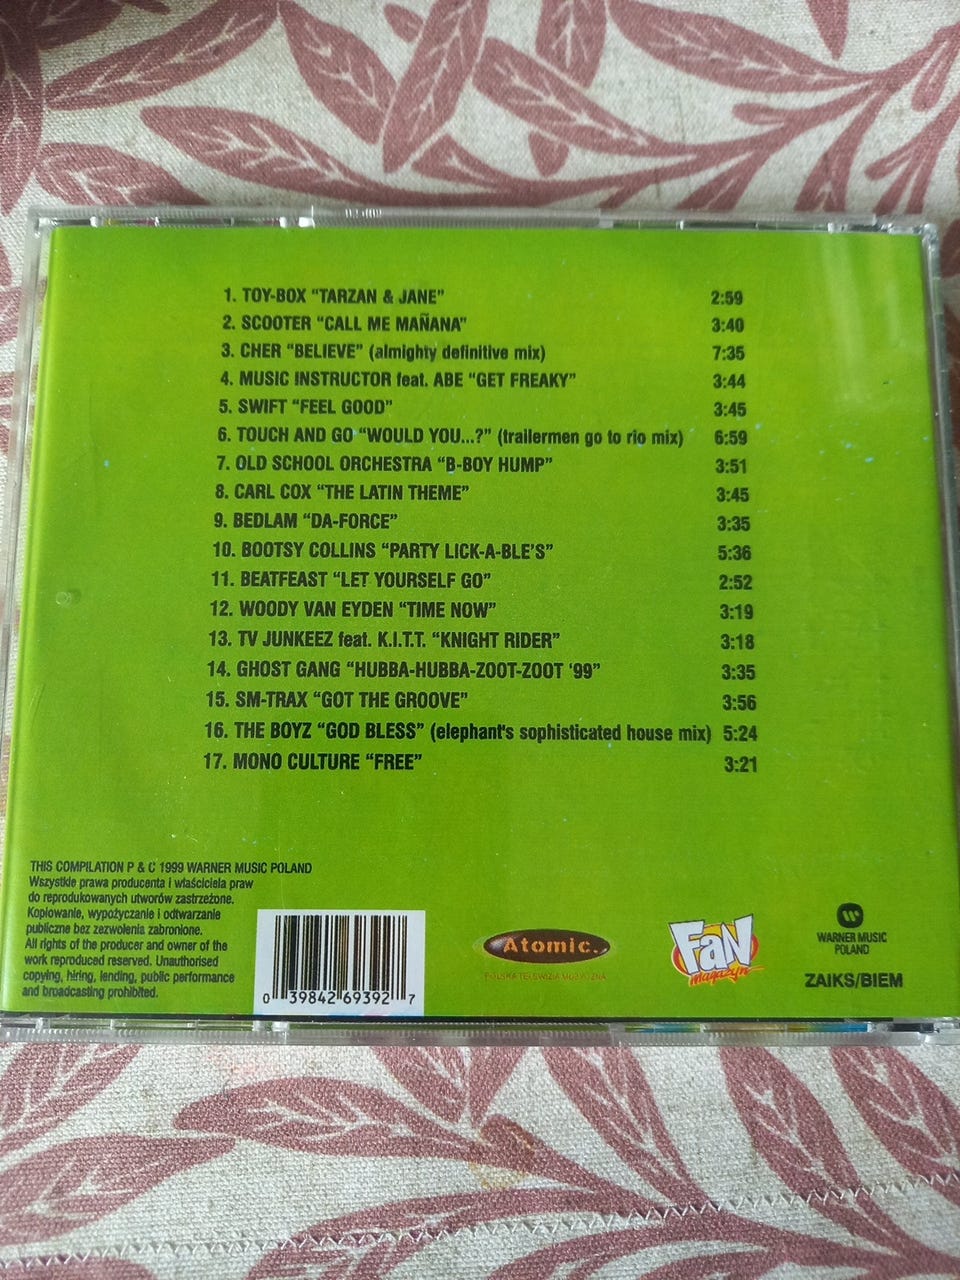 1. TOY-BOX “TARZAN & JANE” 2:59
2. SCOOTER “CALL ME MAÑANA” 3:40
3. CHER “BELIEVE” (almighty definitive mix) 7:35
4. MUSIC INSTRUCTOR feat. ABE “GET FREAKY” 3:44
5. SWIFT “FEEL GOOD” 3:45
6. TOUCH AND GO “WOULD YOU...?” (trailermen go to rio mix) 6:59
7. OLD SCHOOL ORCHESTRA “B-BOY HUMP” 3:51
8. CARL COX “THE LATIN THEME” 3:45
9. BEDLAM “DA-FORCE” 3:35
10. BOOTSY COLLINS “PARTY LICK-A-BLE’S” 5:36
11. BEATFEAST “LET YOURSELF GO” 2:52
12. WOODY VAN EYDEN “TIME NOW” 3:19
13. TV JUNKEEZ feat. K.I.T.T. “KNIGHT RIDER” 3:18
14. GHOST GANG “HUBBA-HUBBA-ZOOT-ZOOT '99” 3:35
15. SM-TRAX “GOT THE GROOVE” 3:56
16. THE BOYZ “GOD BLESS” (elephant's sophisticated house mix) 5:24
17. MONO CULTURE “FREE” 3:21
THIS COMPILATION P & C 1999 WARNER MUSIC POLAND
Wszystkie prawa producenta i właściciela praw
do reprodukowanych utworów zastrzeżone.
Kopiowanie, wypożyczanie i odtwarzanie
publiczne bez zezwolenia zabronione.
All rights of the producer and owner of the
work reproduced reserved. Unauthorised
copying, hiring, lending, public performance
and broadcasting prohibited.
0 39842 69392 7
Atomic..
POLSKA TELEWIZJA MUZYCZNA
FaN
magazyn
WARNER MUSIC
POLAND
ZAIKS/BIEM